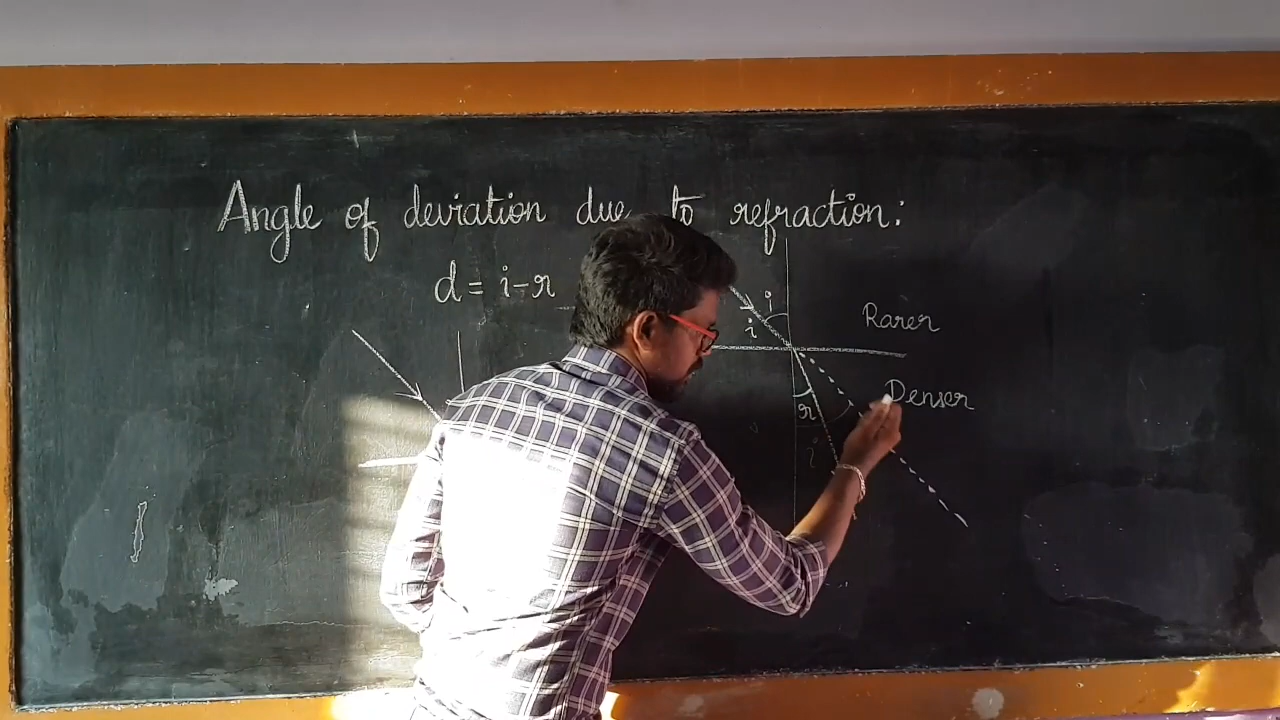 Angle of deviation due to refraction:
d = i - r
i
i
Rarer
Denser
r
i